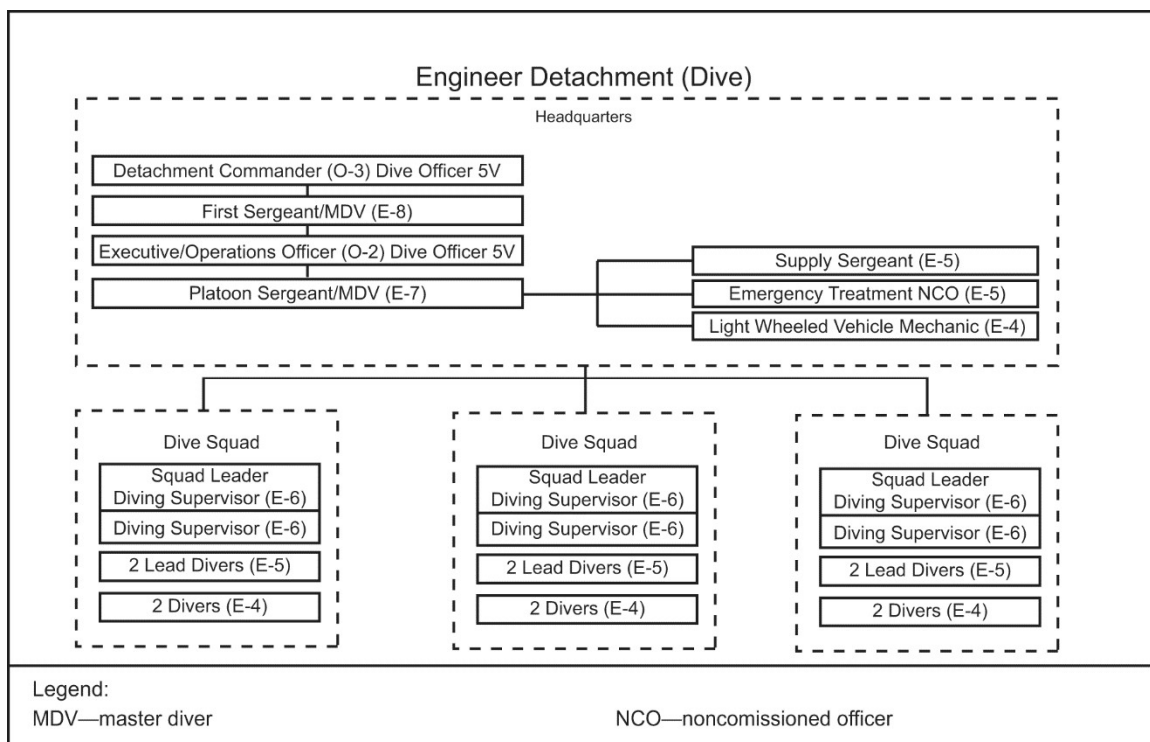 Engineer Detachment (Dive)
Headquarters
Detachment Commander (O-3) Dive Officer 5V
First Sergeant/MDV (E-8)
Executive/Operations Officer (O-2) Dive Officer 5V
Platoon Sergeant/MDV (E-7)
Supply Sergeant (E-5)
Emergency Treatment NCO (E-5)
Light Wheeled Vehicle Mechanic (E-4)
Dive Squad
Squad Leader
Diving Supervisor (E-6)
Diving Supervisor (E-6)
2 Lead Divers (E-5)
2 Divers (E-4)
Dive Squad
Squad Leader
Diving Supervisor (E-6)
Diving Supervisor (E-6)
2 Lead Divers (E-5)
2 Divers (E-4)
Dive Squad
Squad Leader
Diving Supervisor (E-6)
Diving Supervisor (E-6)
2 Lead Divers (E-5)
2 Divers (E-4)
Legend:
MDV—master diver
NCO—noncomissioned officer